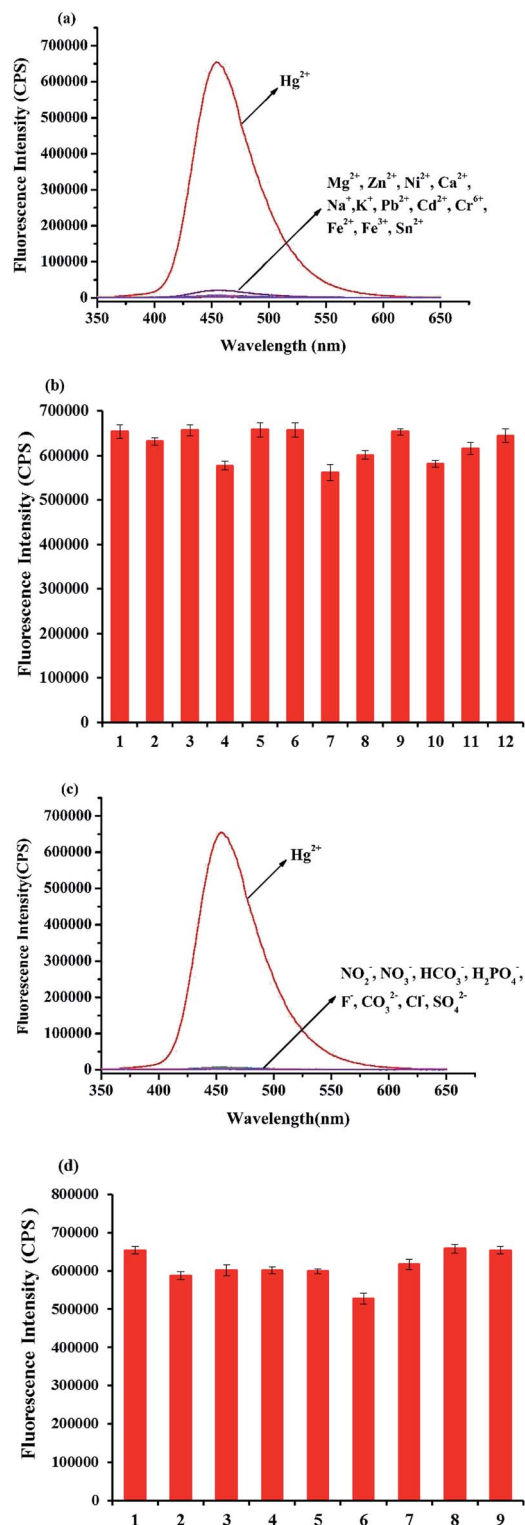 (a)
Fluorescence Intensity (CPS)
700000
600000
500000
400000
300000
200000
100000
0
Hg²⁺
Mg²⁺, Zn²⁺, Ni²⁺, Ca²⁺,
Na⁺,K⁺, Pb²⁺, Cd²⁺, Cr⁶⁺,
Fe²⁺, Fe³⁺, Sn²⁺
350 400 450 500 550 600 650
Wavelength (nm)
(b)
Fluorescence Intensity (CPS )
700000
600000
500000
400000
300000
200000
100000
0
1 2 3 4 5 6 7 8 9 10 11 12
(c)
Fluorescence Intensity(CPS)
700000
600000
500000
400000
300000
200000
100000
0
Hg²⁺
NO₂⁻, NO₃⁻, HCO₃⁻, H₂PO₄⁻,
F⁻, CO₃²⁻, Cl⁻, SO₄²⁻
350 400 450 500 550 600 650
Wavelength(nm)
(d)
Fluorescence Intensity (CPS )
800000
700000
600000
500000
400000
300000
200000
100000
0
1 2 3 4 5 6 7 8 9